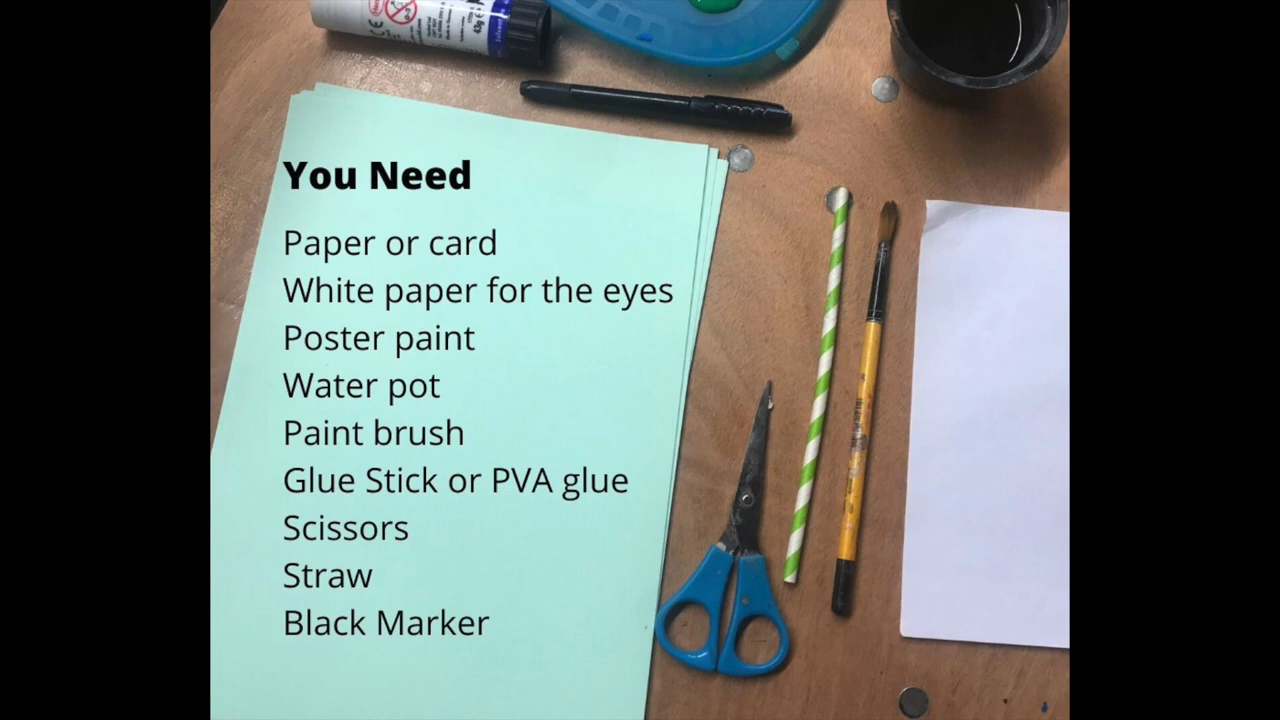 43g e
You Need
Paper or card
White paper for the eyes
Poster paint
Water pot
Paint brush
Glue Stick or PVA glue
Scissors
Straw
Black Marker